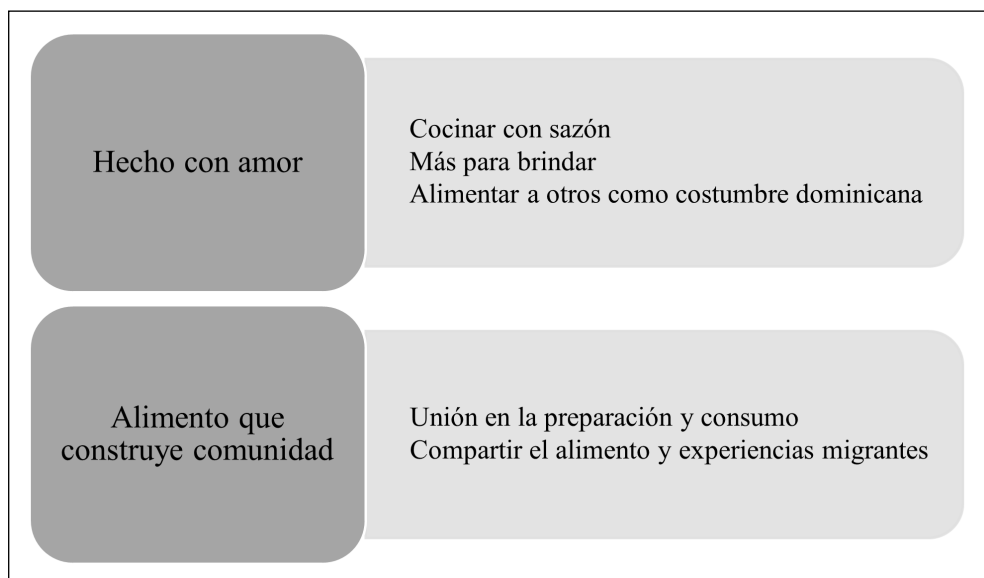 Hecho con amor
Cocinar con sazón
Más para brindar
Alimentar a otros como costumbre dominicana
Alimento que
construye comunidad
Unión en la preparación y consumo
Compartir el alimento y experiencias migrantes